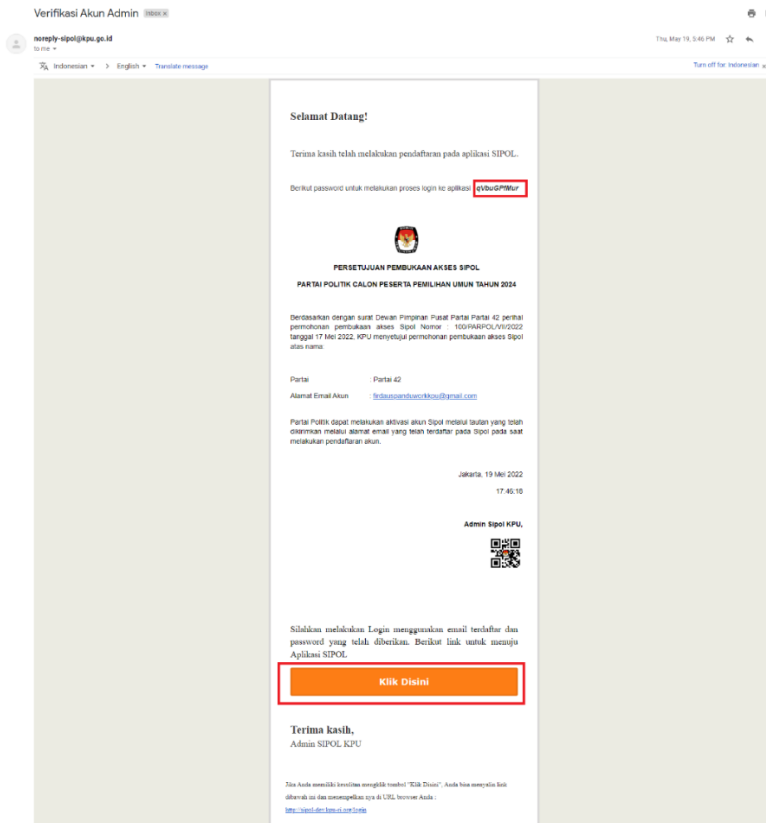 Verifikasi Akun Admin Inbox x
noreply-sipol@kpu.go.id
Thu, May 19, 5:46 PM
to me
Indonesian > English Translate message
Turn off for: Indonesian x
Selamat Datang!
Terima kasih telah melakukan pendaftaran pada aplikasi SIPOL.
Berikut password untuk melakukan proses login ke aplikasi
PERSETUJUAN PEMBUKAAN AKSES SIPOL
PARTAI POLITIK CALON PESERTA PEMILIHAN UMUN TAHUN 2024
Berdasarkan dengan surat Dewan Pimpinan Pusat Partai Partai 42 perihal
permohonan pembukaan akses Sipol Nomor : 100/PARPOL/VII/2022
tanggal 17 Mei 2022, KPU menyetujui permohonan pembukaan akses Sipol
atas nama:
Partai : Partai 42
Alamat Email Akun : firdauspanduworkkpu@gmail.com
Partai Politik dapat melakukan aktivasi akun Sipol melalui tautan yang telah
dikirimkan melalui alamat email yang telah terdaftar pada Sipol pada saat
melakukan pendaftaran akun.
Jakarta, 19 Mei 2022
17:46:18
Admin Sipol KPU,
Silahkan melakukan Login menggunakan email terdaftar dan
password yang telah diberikan. Berikut link untuk menuju
Aplikasi SIPOL
Klik Disini
Terima kasih,
Admin SIPOL KPU
Jika Anda memiliki kesulitan mengklik tombol "Klik Disini", Anda bisa menyalin link
dibawah ini dan menempelkan nya di URL browser Anda :